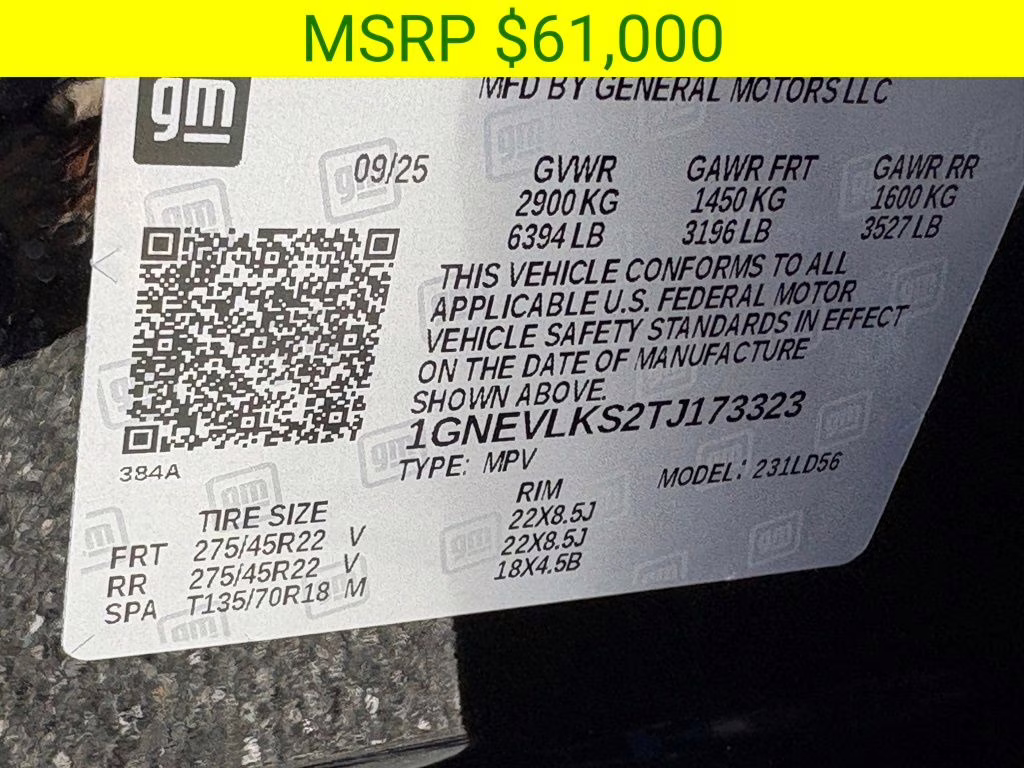 MSRP $61,000
gm
MFD BY GENERAL MOTORS LLC
09/25
GVWR GAWR FRT GAWR RR
2900 KG 1450 KG 1600 KG
6394 LB 3196 LB 3527 LB
THIS VEHICLE CONFORMS TO ALL
APPLICABLE U.S. FEDERAL MOTOR
VEHICLE SAFETY STANDARDS IN EFFECT
ON THE DATE OF MANUFACTURE
SHOWN ABOVE.
1GNEVLKS2TJ173323
384A
TYPE: MPV MODEL: 231LD56
TIRE SIZE RIM
FRT 275/45R22 V 22X8.5J
RR 275/45R22 V 22X8.5J
SPA T135/70R18 M 18X4.5B